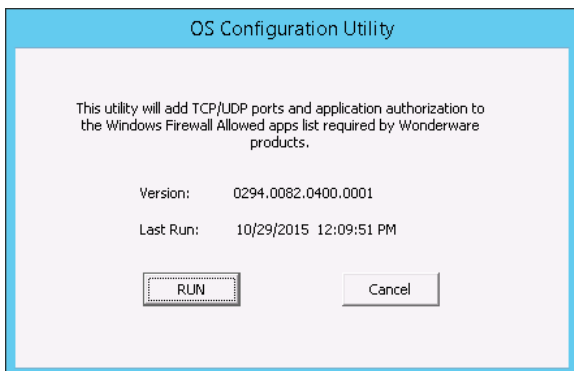 OS Configuration Utility
This utility will add TCP/UDP ports and application authorization to
the Windows Firewall Allowed apps list required by Wonderware
products.
Version: 0294.0082.0400.0001
Last Run: 10/29/2015 12:09:51 PM
RUN Cancel